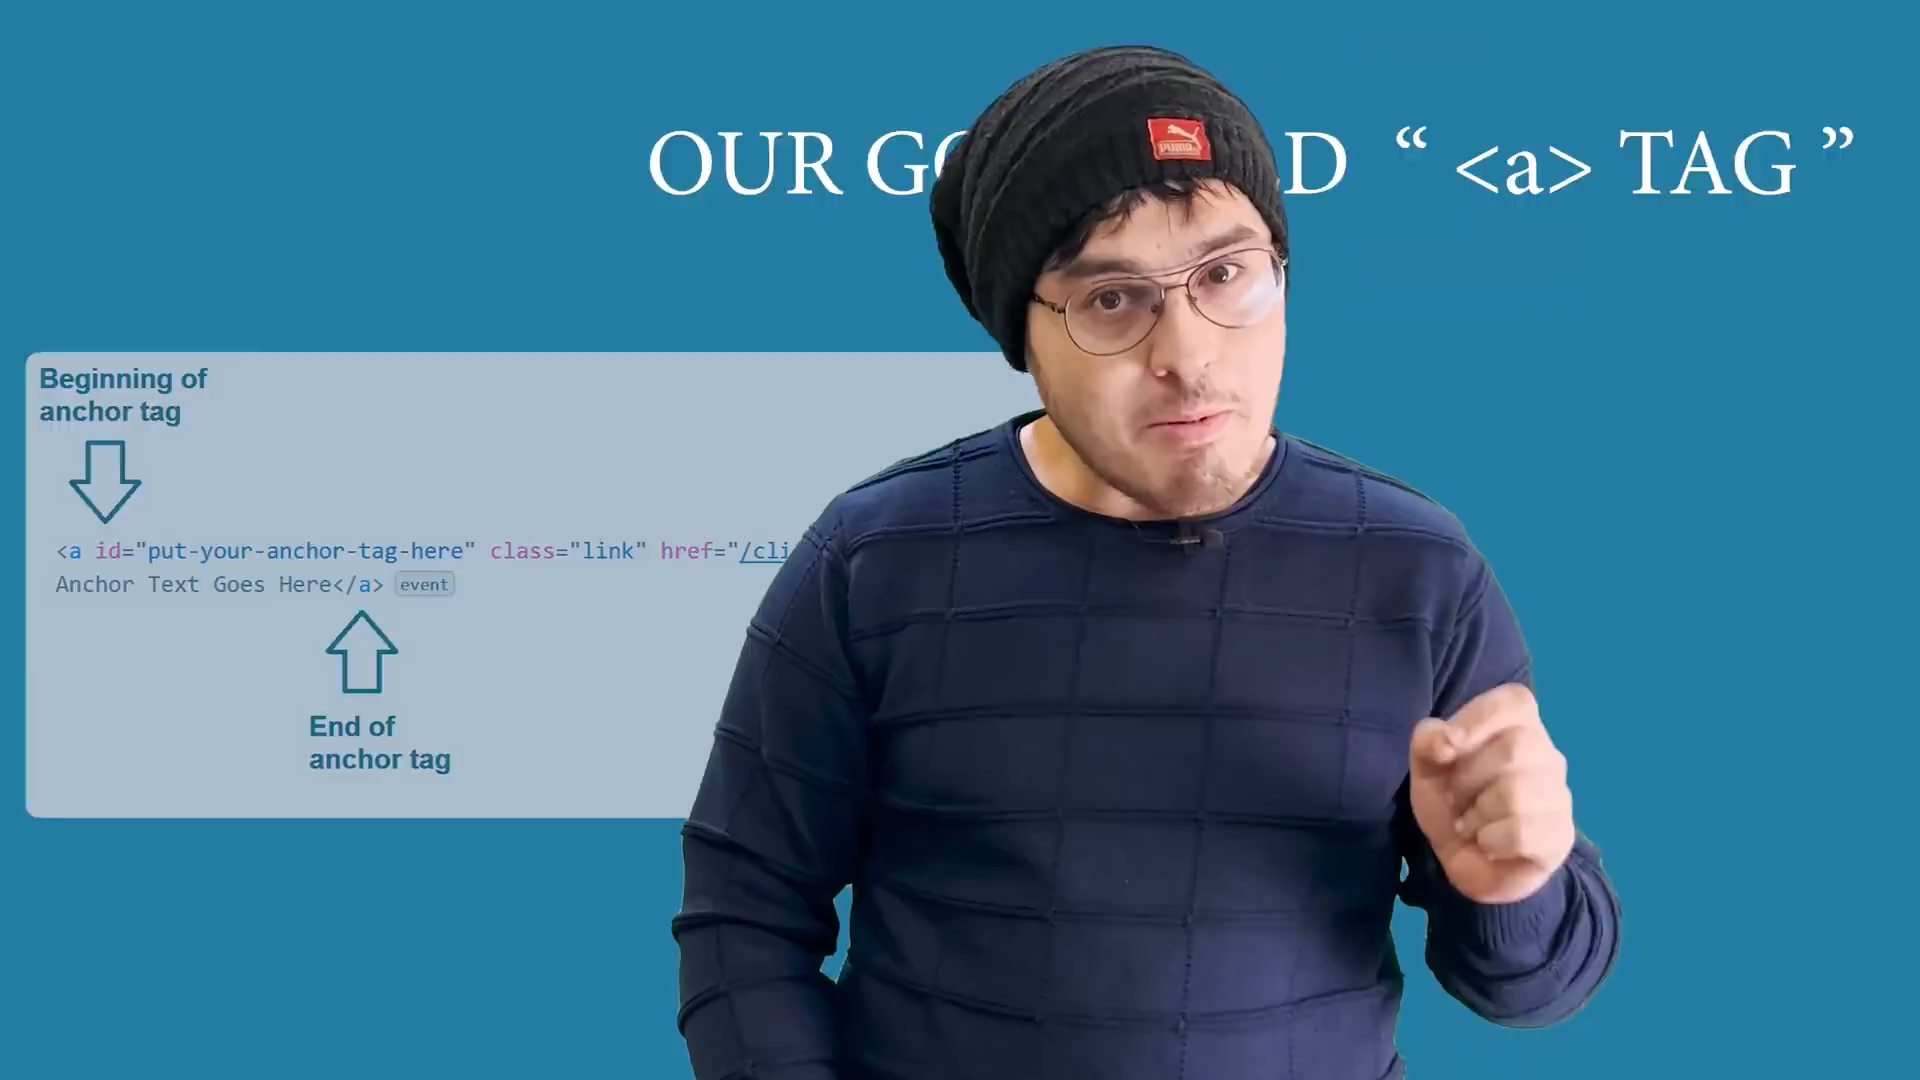 OUR GO D “ <a> TAG ”
PUMA
Beginning of
anchor tag
<a id="put-your-anchor-tag-here" class="link" href="/cli
Anchor Text Goes Here</a> event
End of
anchor tag